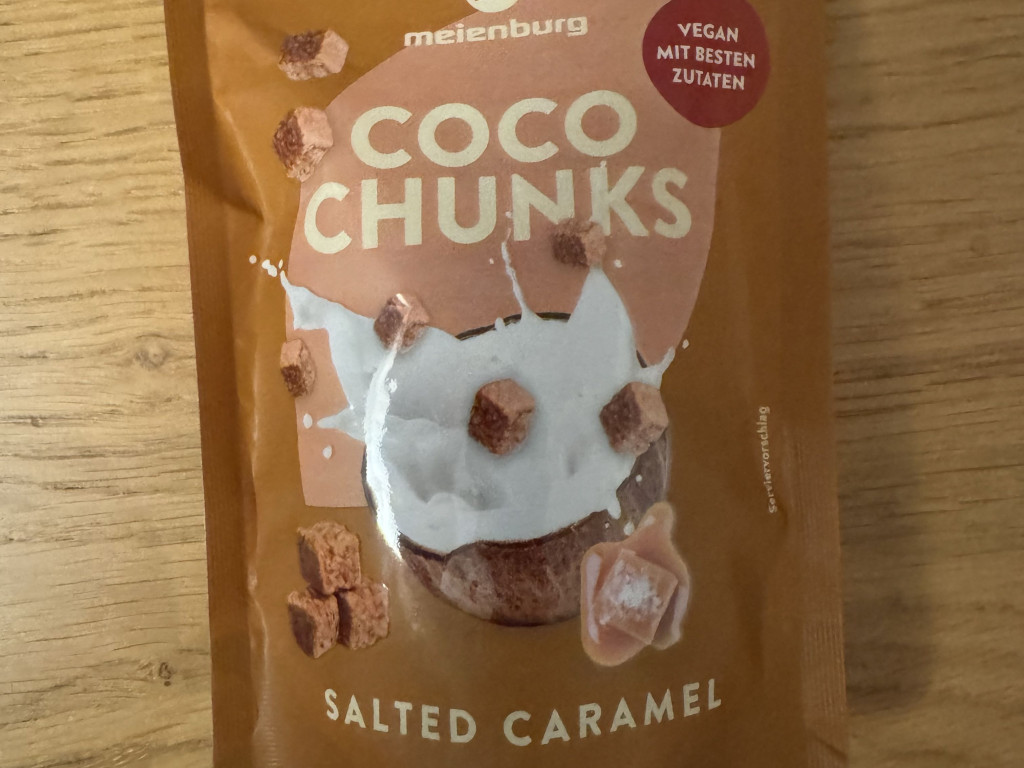 meienburg
VEGAN
MIT BESTEN
ZUTATEN
COCO
CHUNKS
Serviervorschlag
SALTED CARAMEL